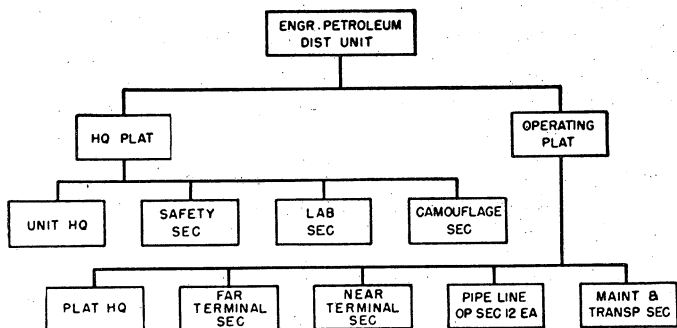 ENGR. PETROLEUM
DIST UNIT
HQ PLAT
OPERATING
PLAT
UNIT HQ
SAFETY
SEC
LAB
SEC
CAMOUFLAGE
SEC
PLAT HQ
FAR
TERMINAL
SEC
NEAR
TERMINAL
SEC
PIPE LINE
OP SEC 12 EA
MAINT &
TRANSP SEC